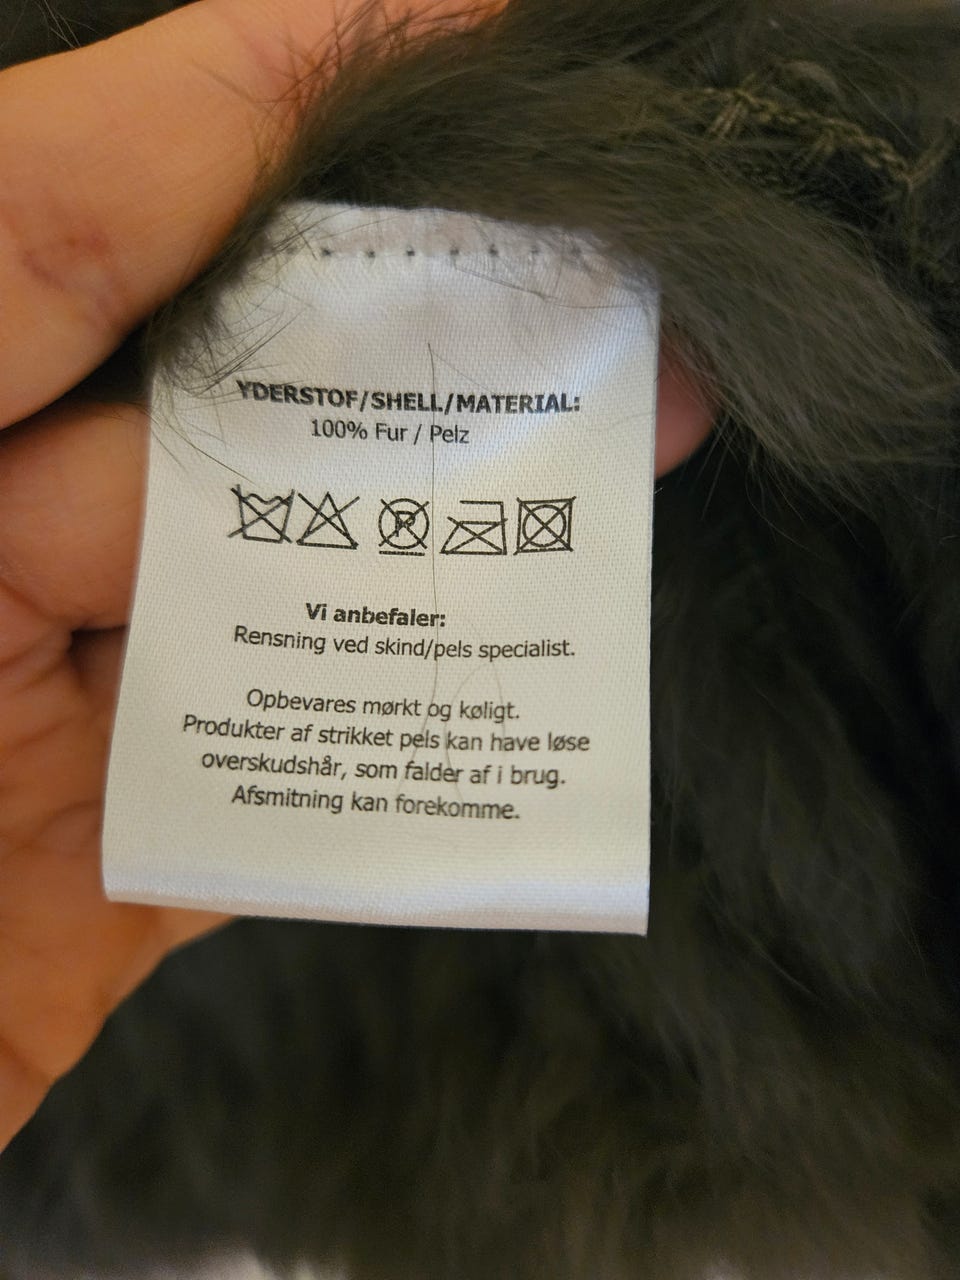 YDERSTOF/SHELL/MATERIAL:
100% Fur / Pelz
P
Vi anbefaler:
Rensning ved skind/pels specialist.
Opbevares mørkt og køligt.
Produkter af strikket pels kan have løse
overskudshår, som falder af i brug.
Afsmitning kan forekomme.